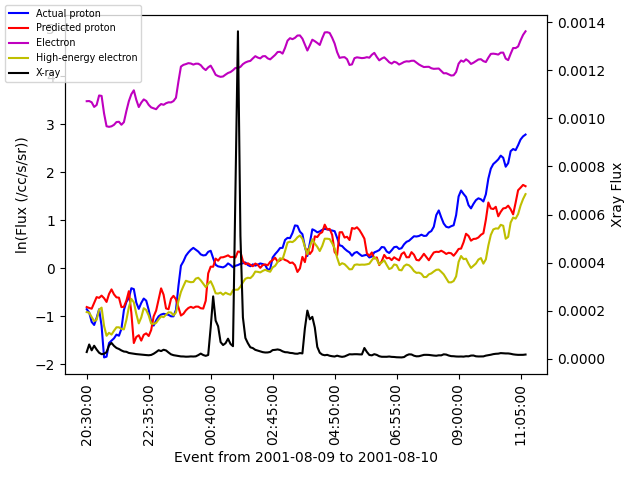 Actual proton
Predicted proton
Electron
High-energy electron
X-ray
3
2
1
0
−1
−2
ln(Flux (/cc/s/sr))
0.0014
0.0012
0.0010
0.0008
0.0006
0.0004
0.0002
0.0000
Xray Flux
20:30:00
22:35:00
00:40:00
02:45:00
04:50:00
06:55:00
09:00:00
11:05:00
Event from 2001-08-09 to 2001-08-10